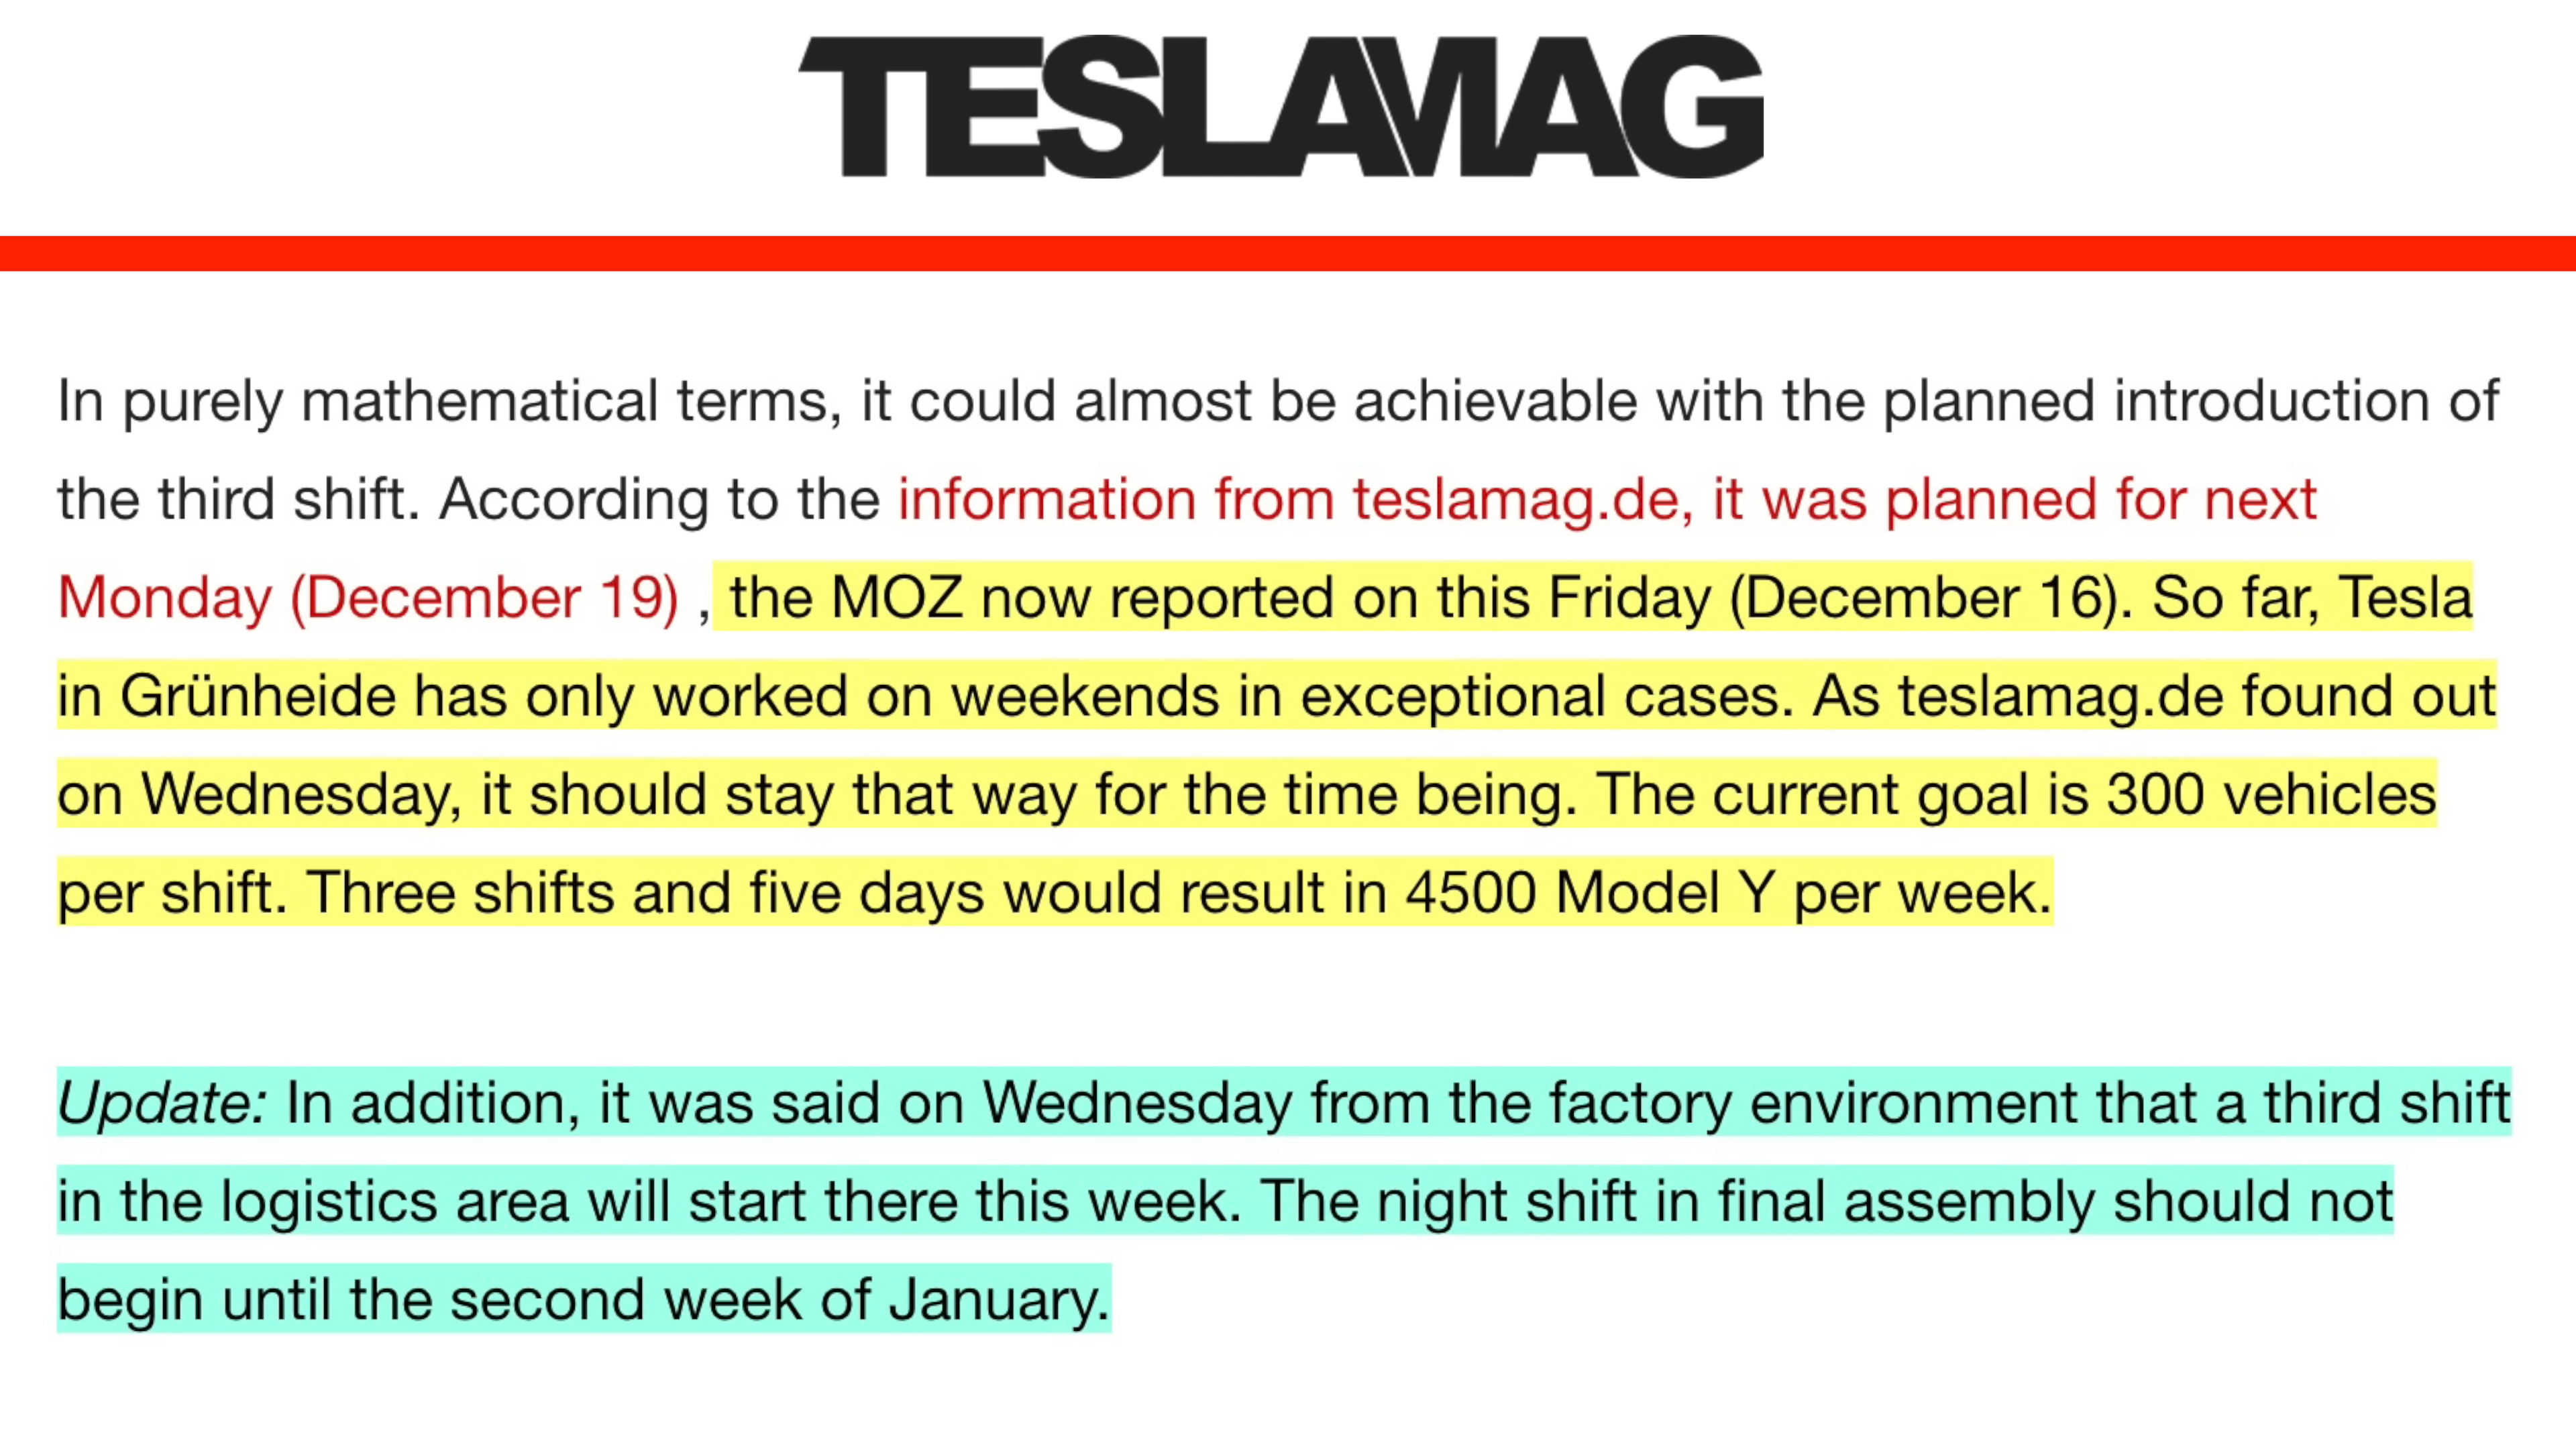 TESLAMAG
In purely mathematical terms, it could almost be achievable with the planned introduction of
the third shift. According to the information from teslamag.de, it was planned for next
Monday (December 19) , the MOZ now reported on this Friday (December 16). So far, Tesla
in Grünheide has only worked on weekends in exceptional cases. As teslamag.de found out
on Wednesday, it should stay that way for the time being. The current goal is 300 vehicles
per shift. Three shifts and five days would result in 4500 Model Y per week.
Update: In addition, it was said on Wednesday from the factory environment that a third shift
in the logistics area will start there this week. The night shift in final assembly should not
begin until the second week of January.